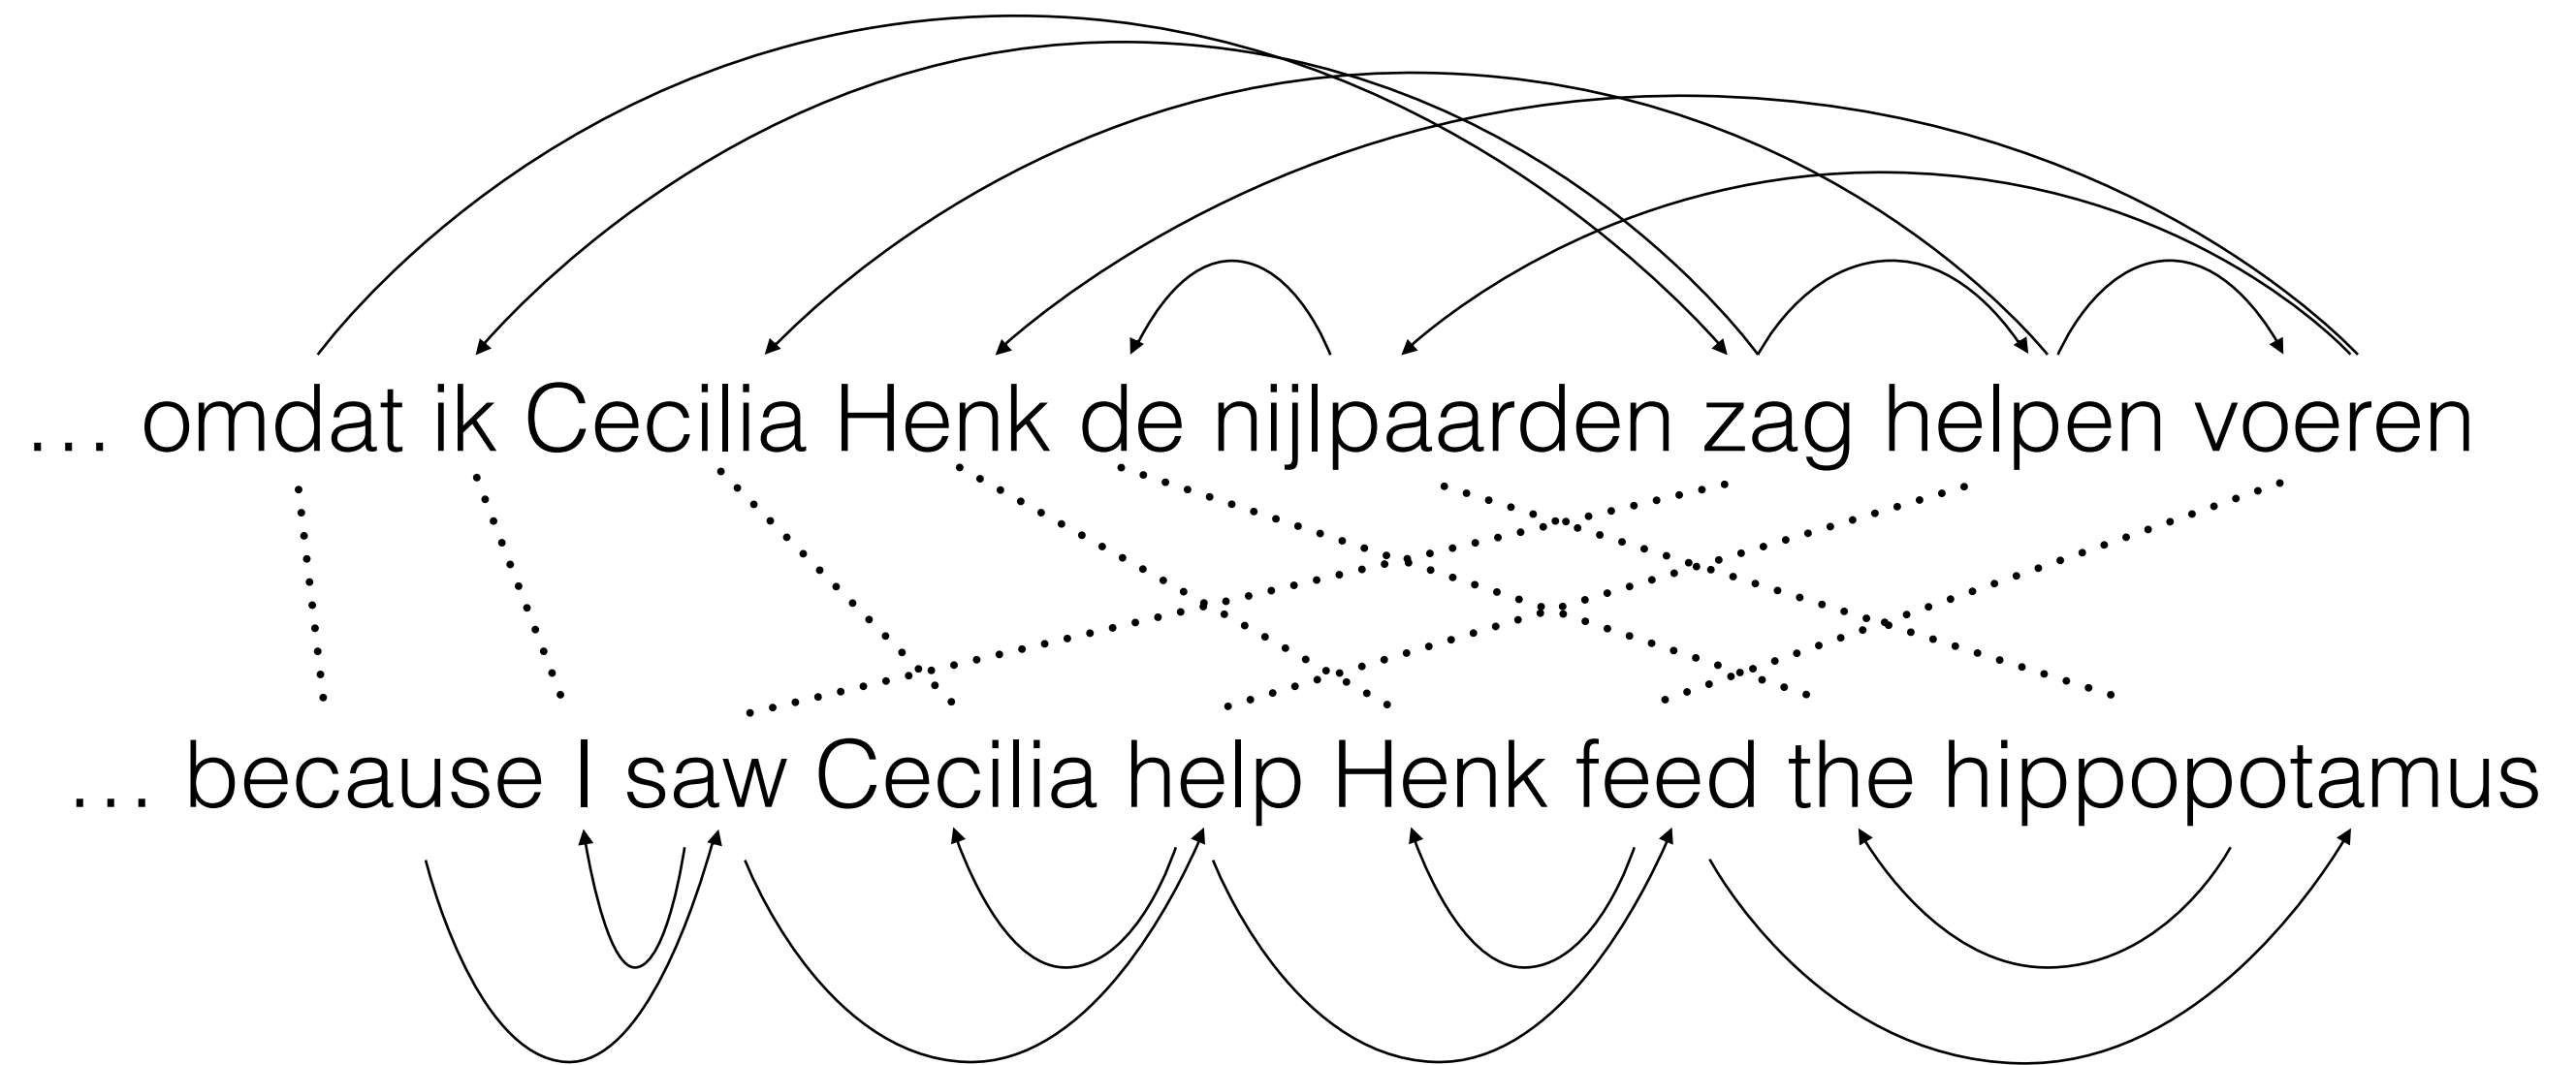 … omdat ik Cecilia Henk de nijlpaarden zag helpen voeren
… because I saw Cecilia help Henk feed the hippopotamus